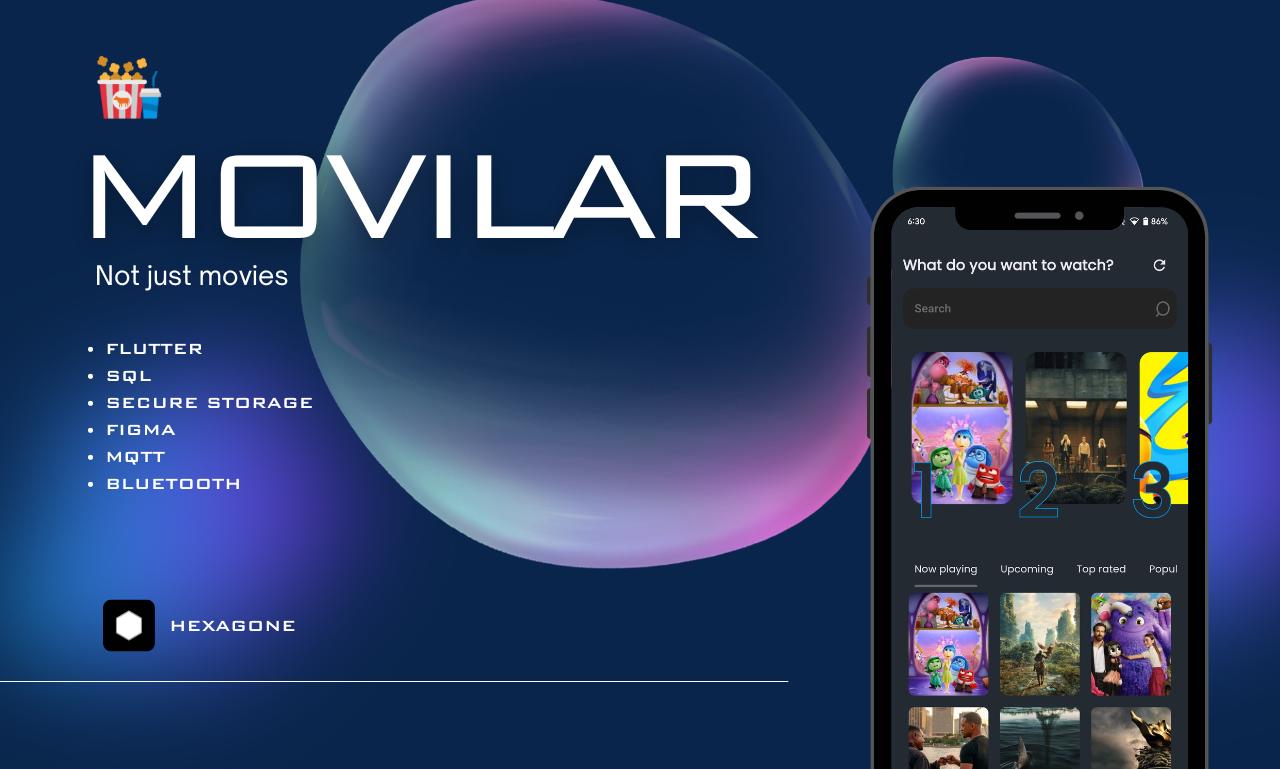 MOVILAR
Not just movies
• FLUTTER
• SQL
• SECURE STORAGE
• FIGMA
• MQTT
• BLUETOOTH
HEXAGONE
6:30
86%
What do you want to watch?
Search
1 2 3
Now playing Upcoming Top rated Popul